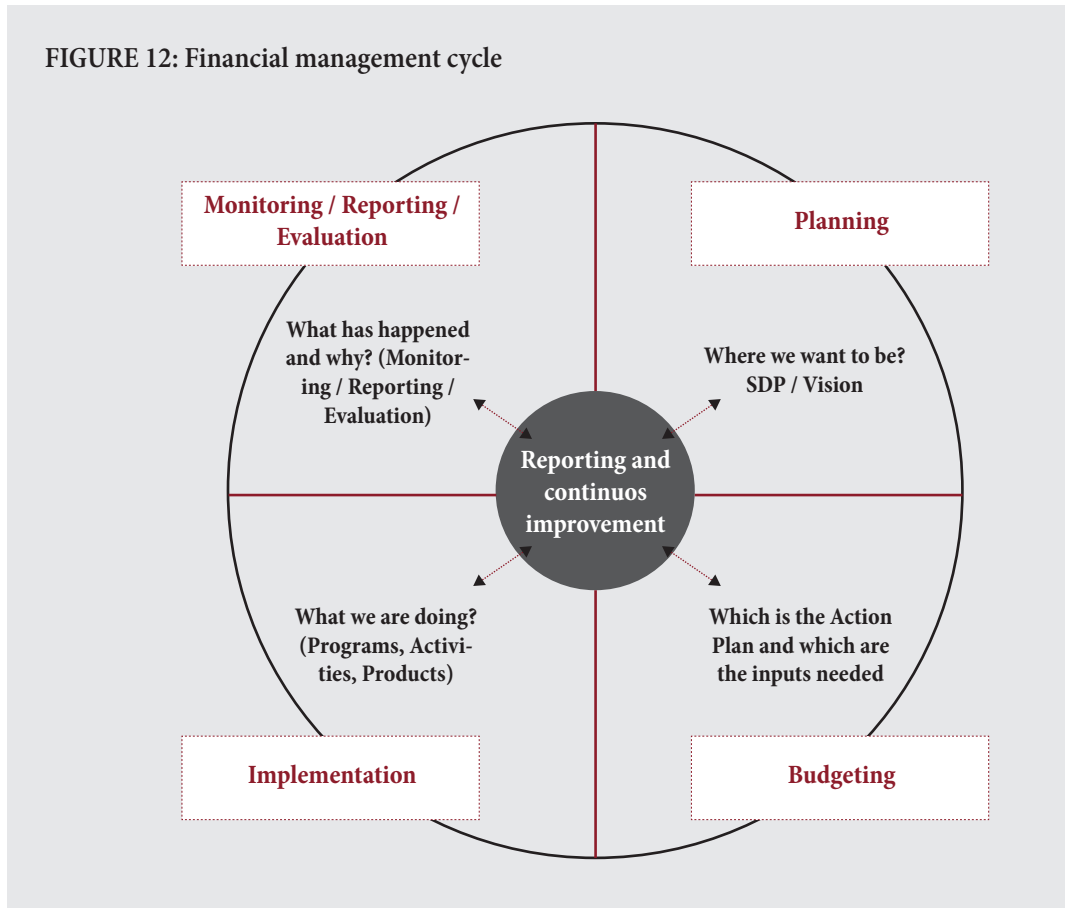 FIGURE 12: Financial management cycle
Monitoring / Reporting /
Evaluation
Planning
What has happened
and why? (Monitor-
ing / Reporting /
Evaluation)
Where we want to be?
SDP / Vision
Reporting and
continuos
improvement
What we are doing?
(Programs, Activi-
ties, Products)
Which is the Action
Plan and which are
the inputs needed
Implementation
Budgeting